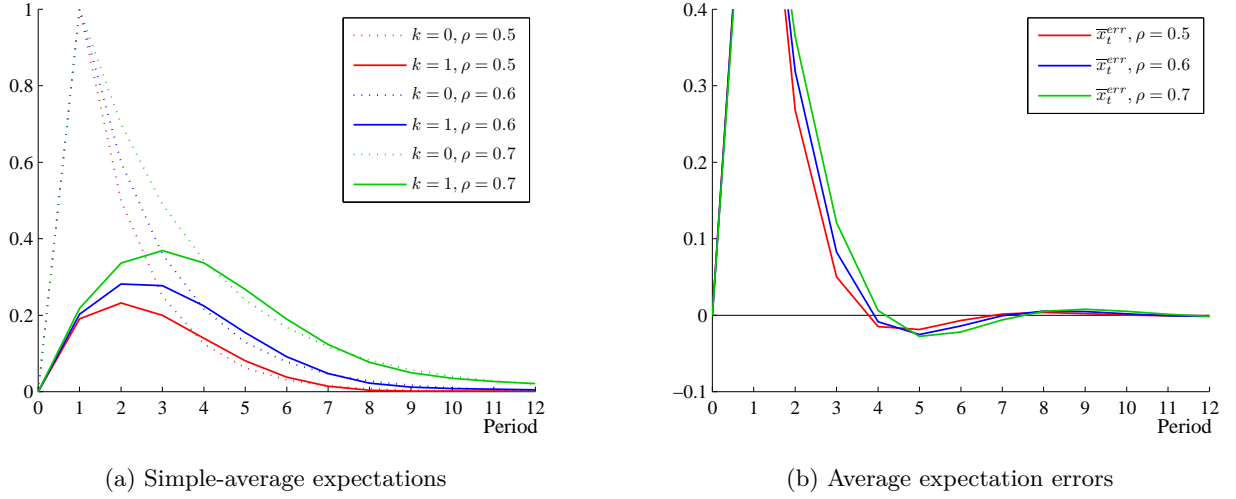 1
0.8
0.6
0.4
0.2
0
0 1 2 3 4 5 6 7 8 9 10 11 12
Period
k = 0, ρ = 0.5
k = 1, ρ = 0.5
k = 0, ρ = 0.6
k = 1, ρ = 0.6
k = 0, ρ = 0.7
k = 1, ρ = 0.7
(a) Simple-average expectations
0.4
0.3
0.2
0.1
0
−0.1
0 1 2 3 4 5 6 7 8 9 10 11 12
Period
x̅_t^{err}, ρ = 0.5
x̅_t^{err}, ρ = 0.6
x̅_t^{err}, ρ = 0.7
(b) Average expectation errors